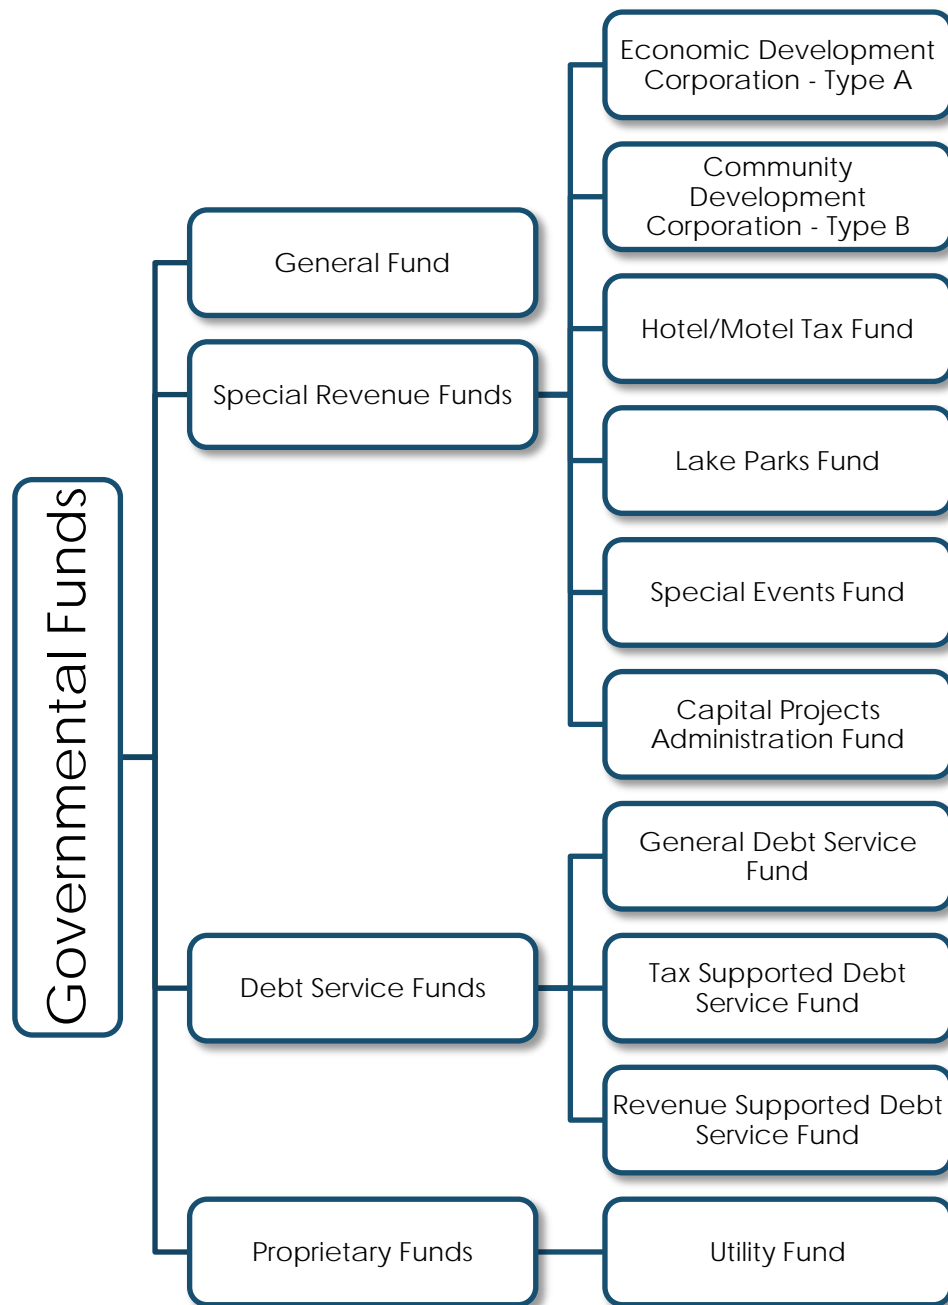 Governmental Funds
General Fund
Special Revenue Funds
Economic Development
Corporation - Type A
Community
Development
Corporation - Type B
Hotel/Motel Tax Fund
Lake Parks Fund
Special Events Fund
Capital Projects
Administration Fund
Debt Service Funds
General Debt Service
Fund
Tax Supported Debt
Service Fund
Revenue Supported Debt
Service Fund
Proprietary Funds
Utility Fund